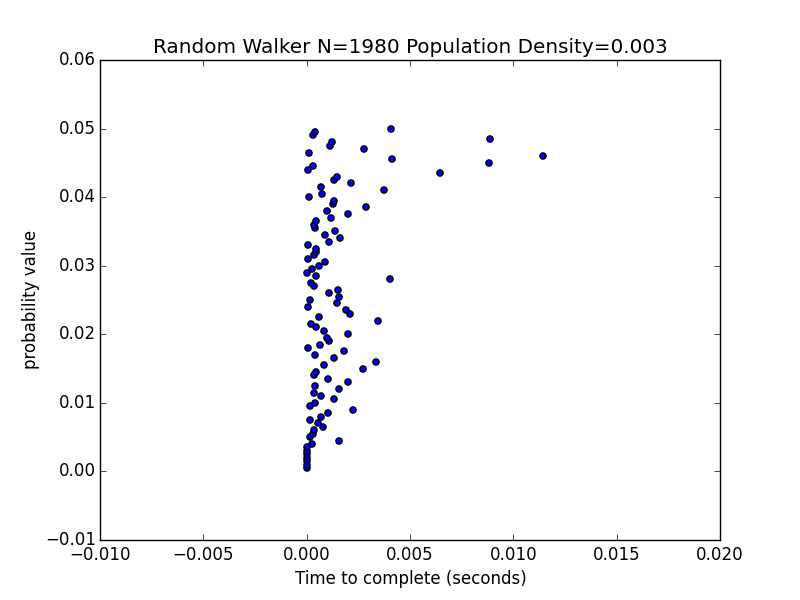 Random Walker N=1980 Population Density=0.003
0.06
0.05
0.04
0.03
0.02
0.01
0.00
−0.01
probability value
−0.010 −0.005 0.000 0.005 0.010 0.015 0.020
Time to complete (seconds)